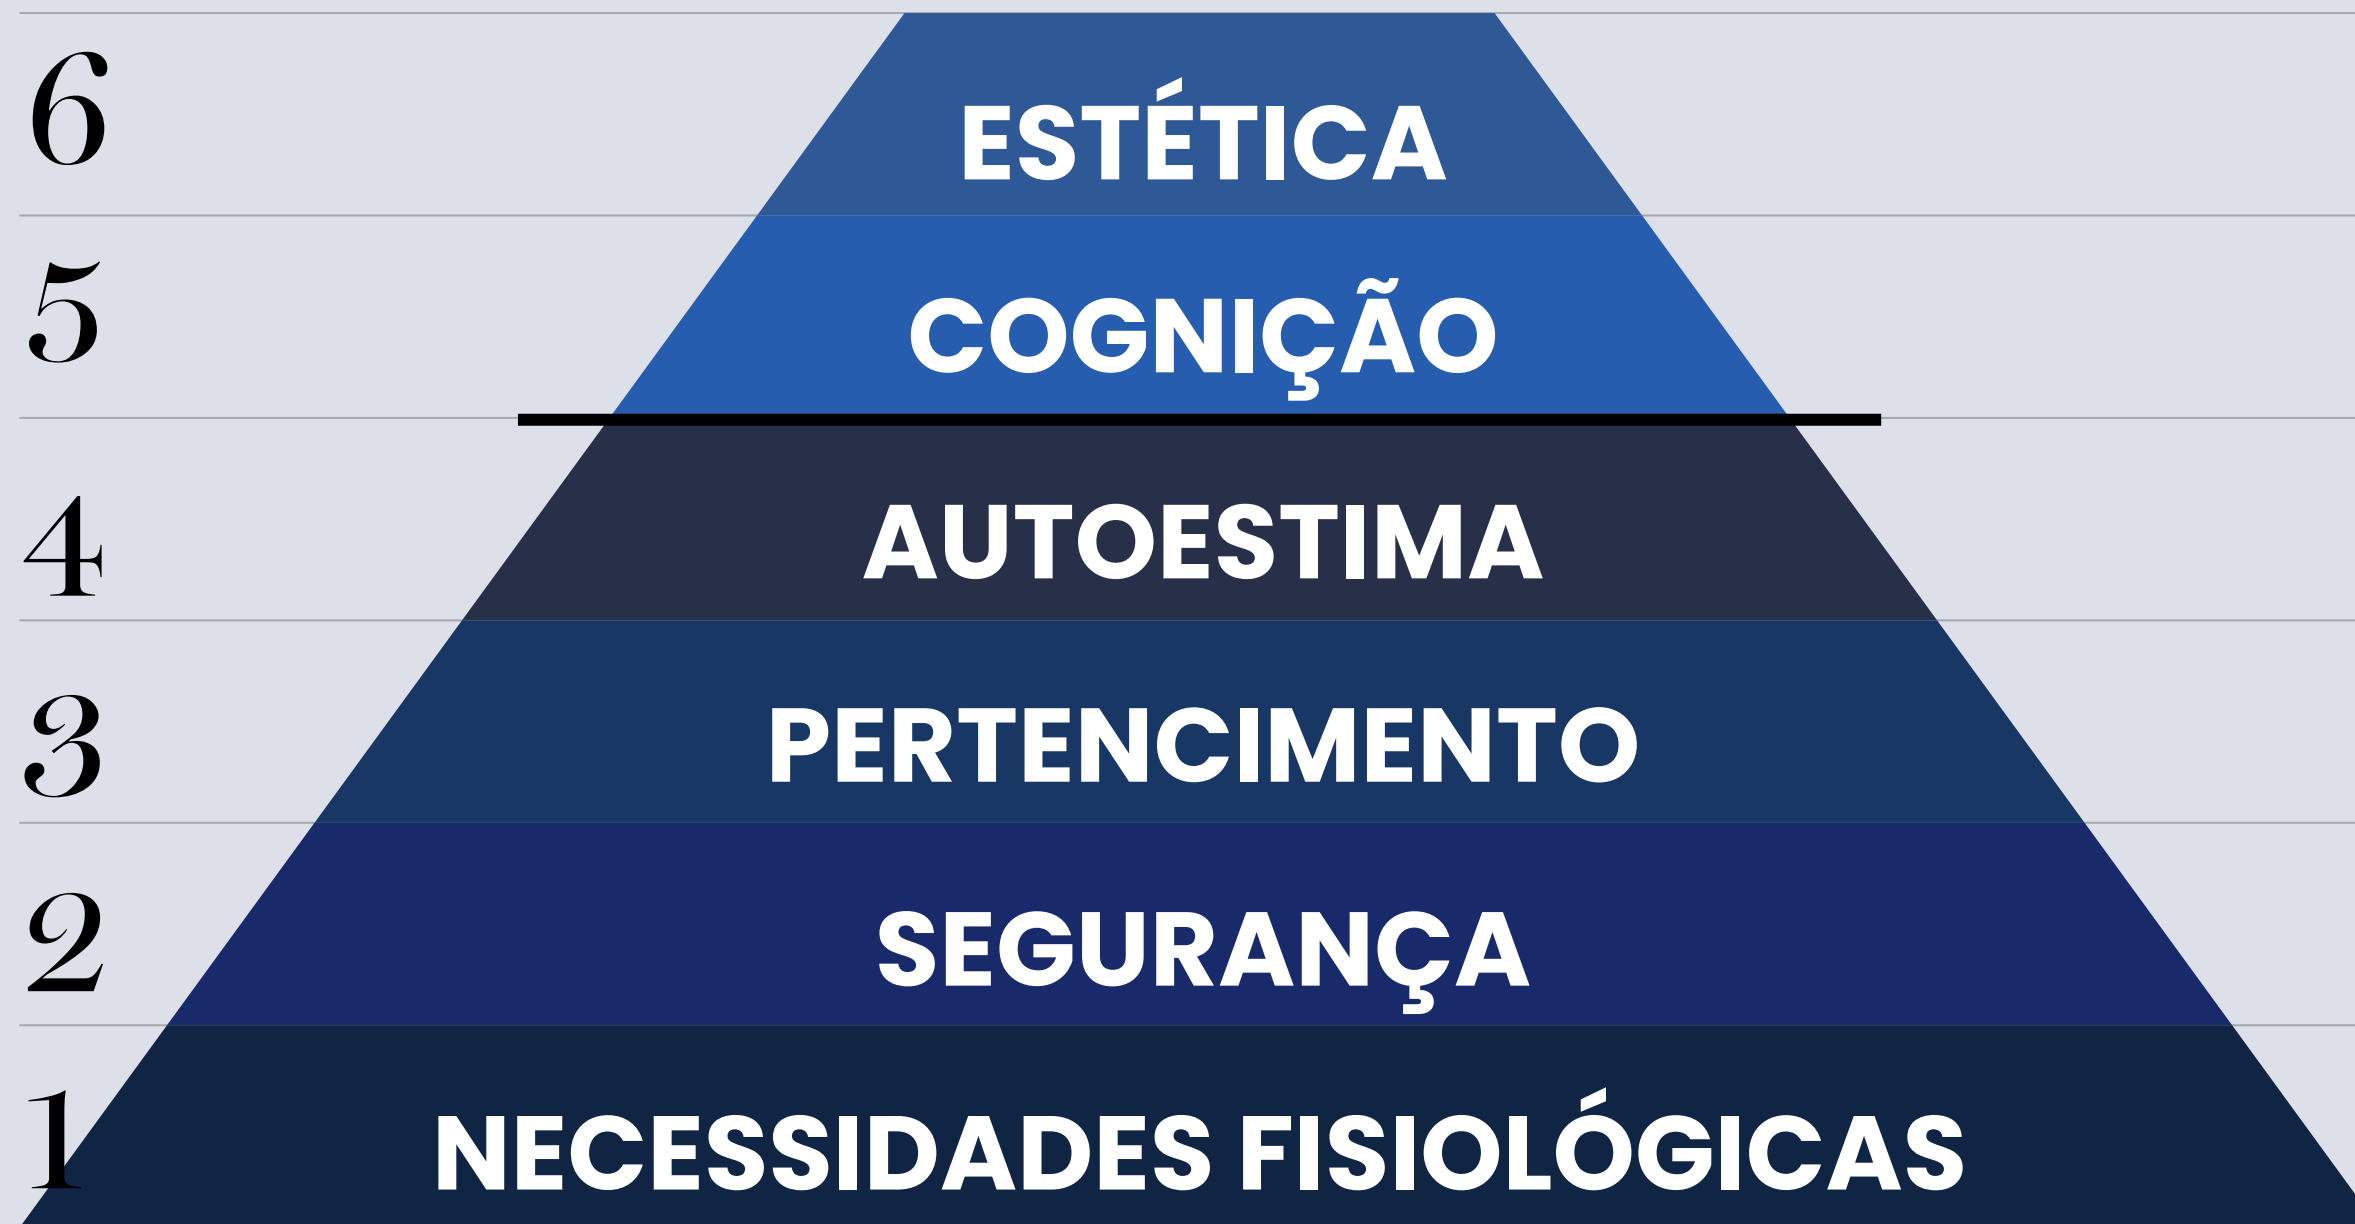 6
ESTÉTICA
5
COGNIÇÃO
4
AUTOESTIMA
3
PERTENCIMENTO
2
SEGURANÇA
1
NECESSIDADES FISIOLÓGICAS